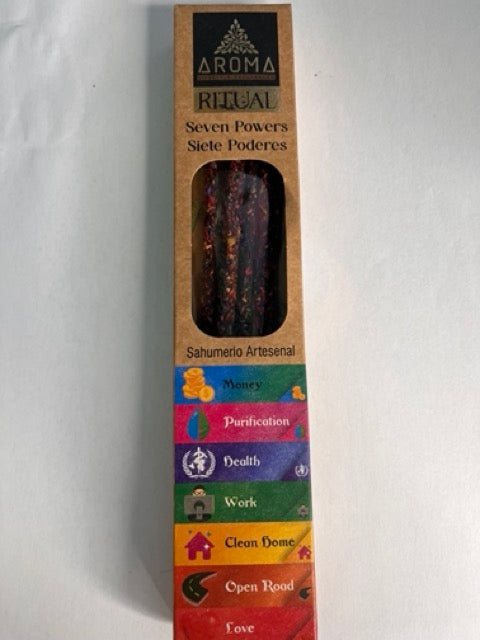 AROMA
RITUAL
Seven Powers
Siete Poderes
Sahumerio Artesenal
Money
Purification
Health
Work
Clean Home
Open Road
Love